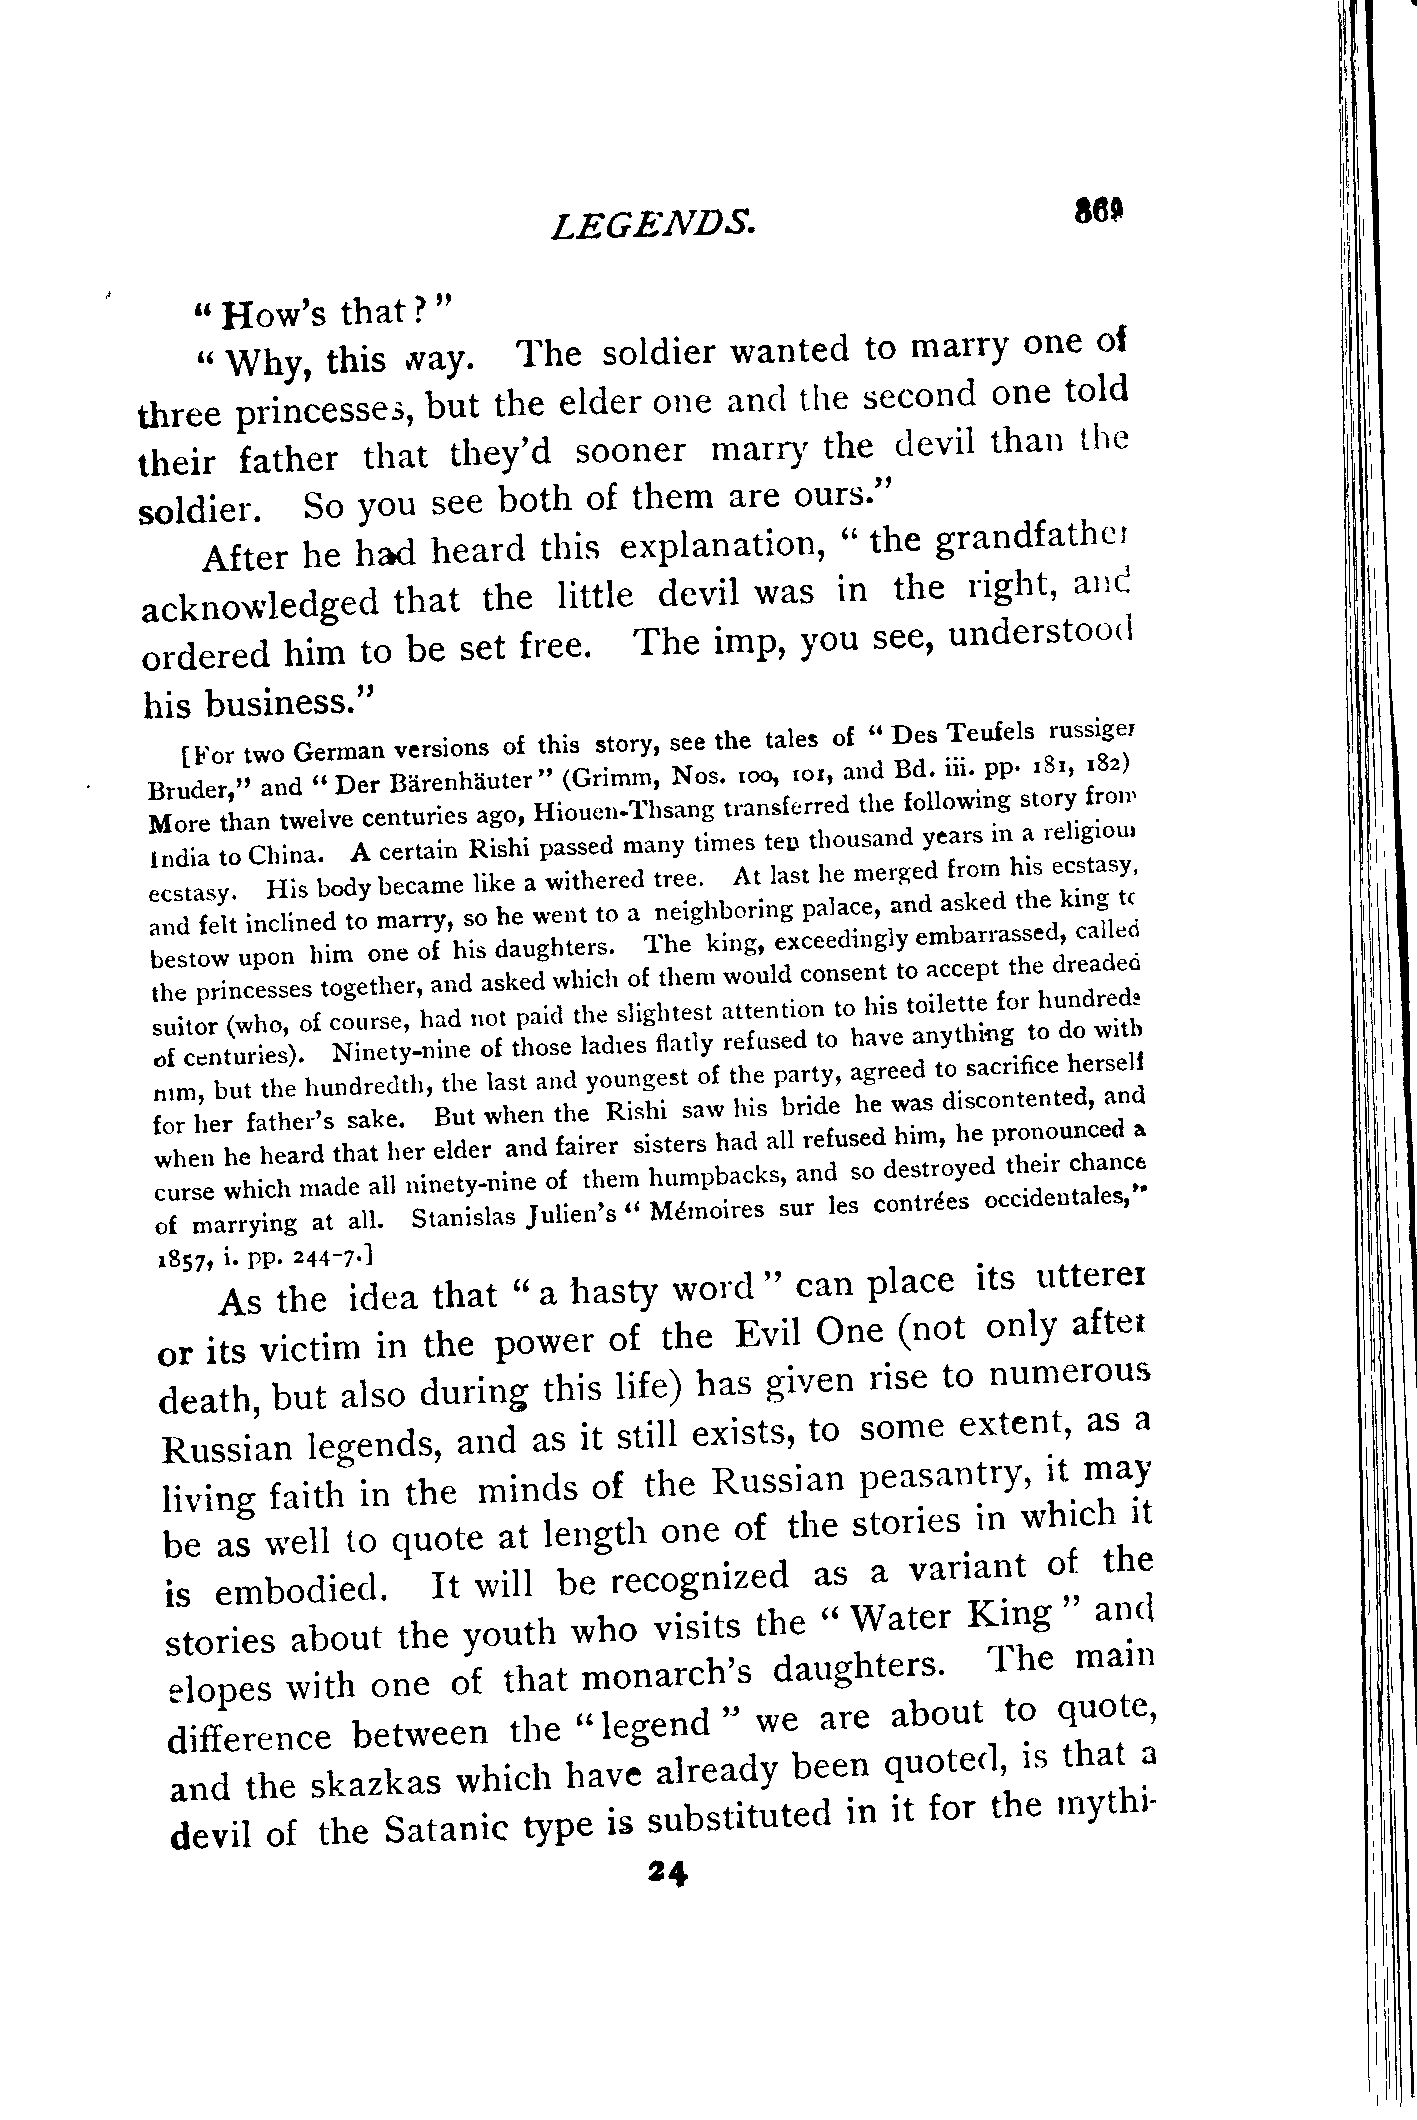 LEGENDS. 369
“ How's that ? ”
“ Why, this way. The soldier wanted to marry one of
three princesses, but the elder one and the second one told
their father that they'd sooner marry the devil than the
soldier. So you see both of them are ours.”
After he had heard this explanation, “ the grandfather
acknowledged that the little devil was in the right, and
ordered him to be set free. The imp, you see, understood
his business.”
[For two German versions of this story, see the tales of “ Des Teufels russiger
Bruder,” and “ Der Bärenhäuter ” (Grimm, Nos. 100, 101, and Bd. iii. pp. 181, 182)
More than twelve centuries ago, Hiouen-Thsang transferred the following story from
India to China. A certain Rishi passed many times ten thousand years in a religious
ecstasy. His body became like a withered tree. At last he merged from his ecstasy,
and felt inclined to marry, so he went to a neighboring palace, and asked the king to
bestow upon him one of his daughters. The king, exceedingly embarrassed, called
the princesses together, and asked which of them would consent to accept the dreaded
suitor (who, of course, had not paid the slightest attention to his toilette for hundreds
of centuries). Ninety-nine of those ladies flatly refused to have anything to do with
him, but the hundredth, the last and youngest of the party, agreed to sacrifice herself
for her father's sake. But when the Rishi saw his bride he was discontented, and
when he heard that her elder and fairer sisters had all refused him, he pronounced a
curse which made all ninety-nine of them humpbacks, and so destroyed their chance
of marrying at all. Stanislas Julien's “ Mémoires sur les contrées occidentales,”
1857, i. pp. 244-7.]
As the idea that “ a hasty word ” can place its utterer
or its victim in the power of the Evil One (not only after
death, but also during this life) has given rise to numerous
Russian legends, and as it still exists, to some extent, as a
living faith in the minds of the Russian peasantry, it may
be as well to quote at length one of the stories in which it
is embodied. It will be recognized as a variant of the
stories about the youth who visits the “ Water King ” and
elopes with one of that monarch's daughters. The main
difference between the “ legend ” we are about to quote,
and the skazkas which have already been quoted, is that a
devil of the Satanic type is substituted in it for the mythi-
24